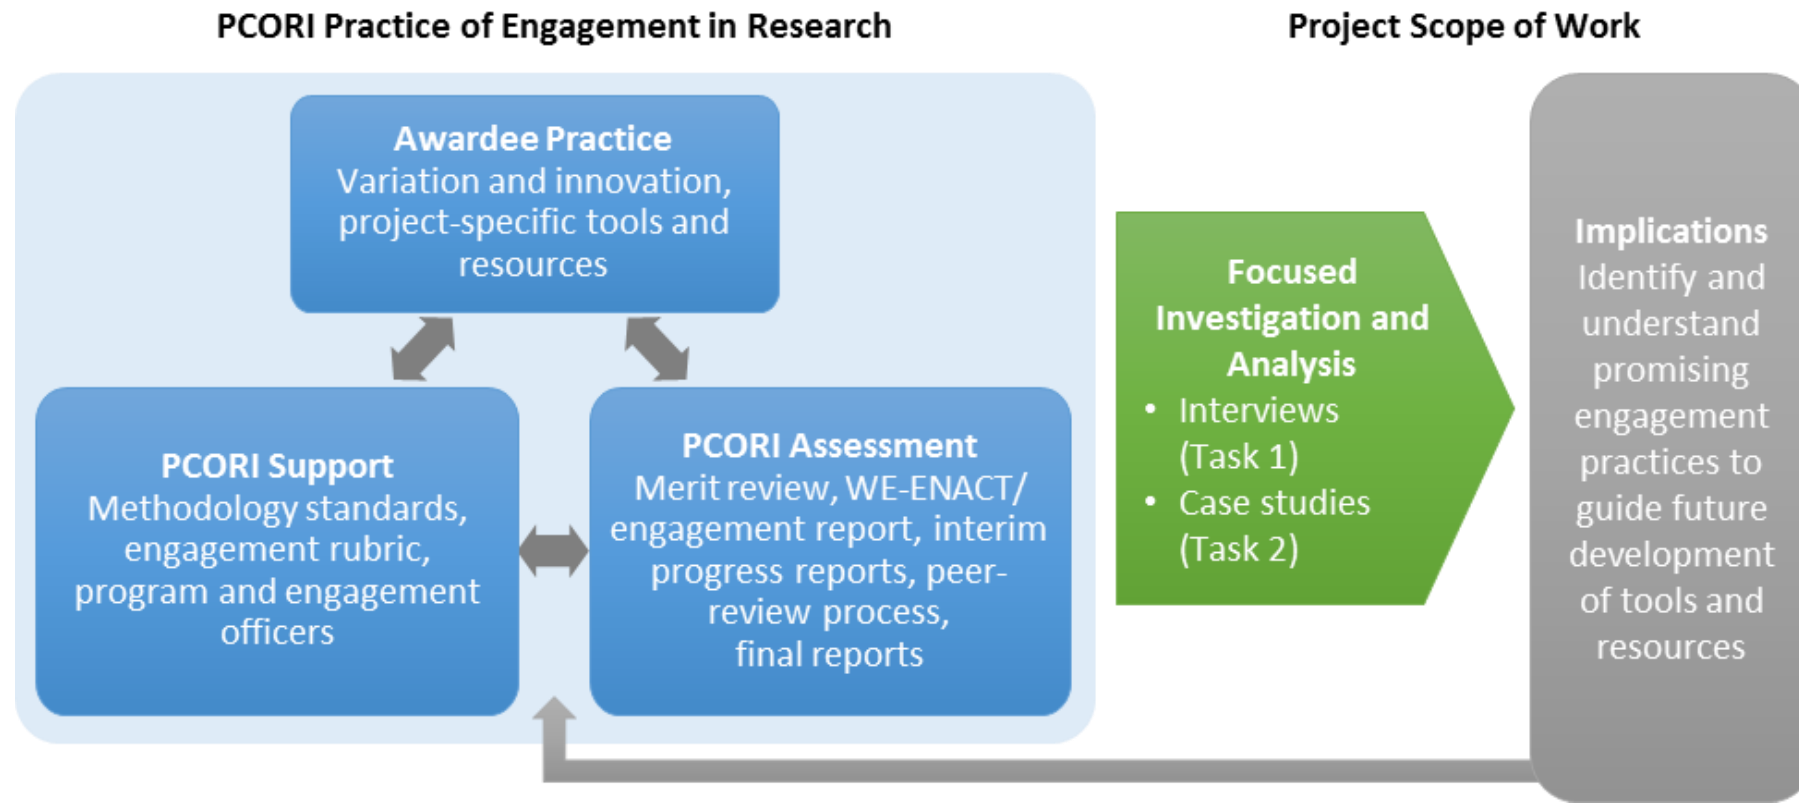 PCORI Practice of Engagement in Research
Project Scope of Work
Awardee Practice
Variation and innovation,
project-specific tools and
resources
PCORI Support
Methodology standards,
engagement rubric,
program and engagement
officers
PCORI Assessment
Merit review, WE-ENACT/
engagement report, interim
progress reports, peer-
review process,
final reports
Focused
Investigation and
Analysis
• Interviews
(Task 1)
• Case studies
(Task 2)
Implications
Identify and
understand
promising
engagement
practices to
guide future
development
of tools and
resources